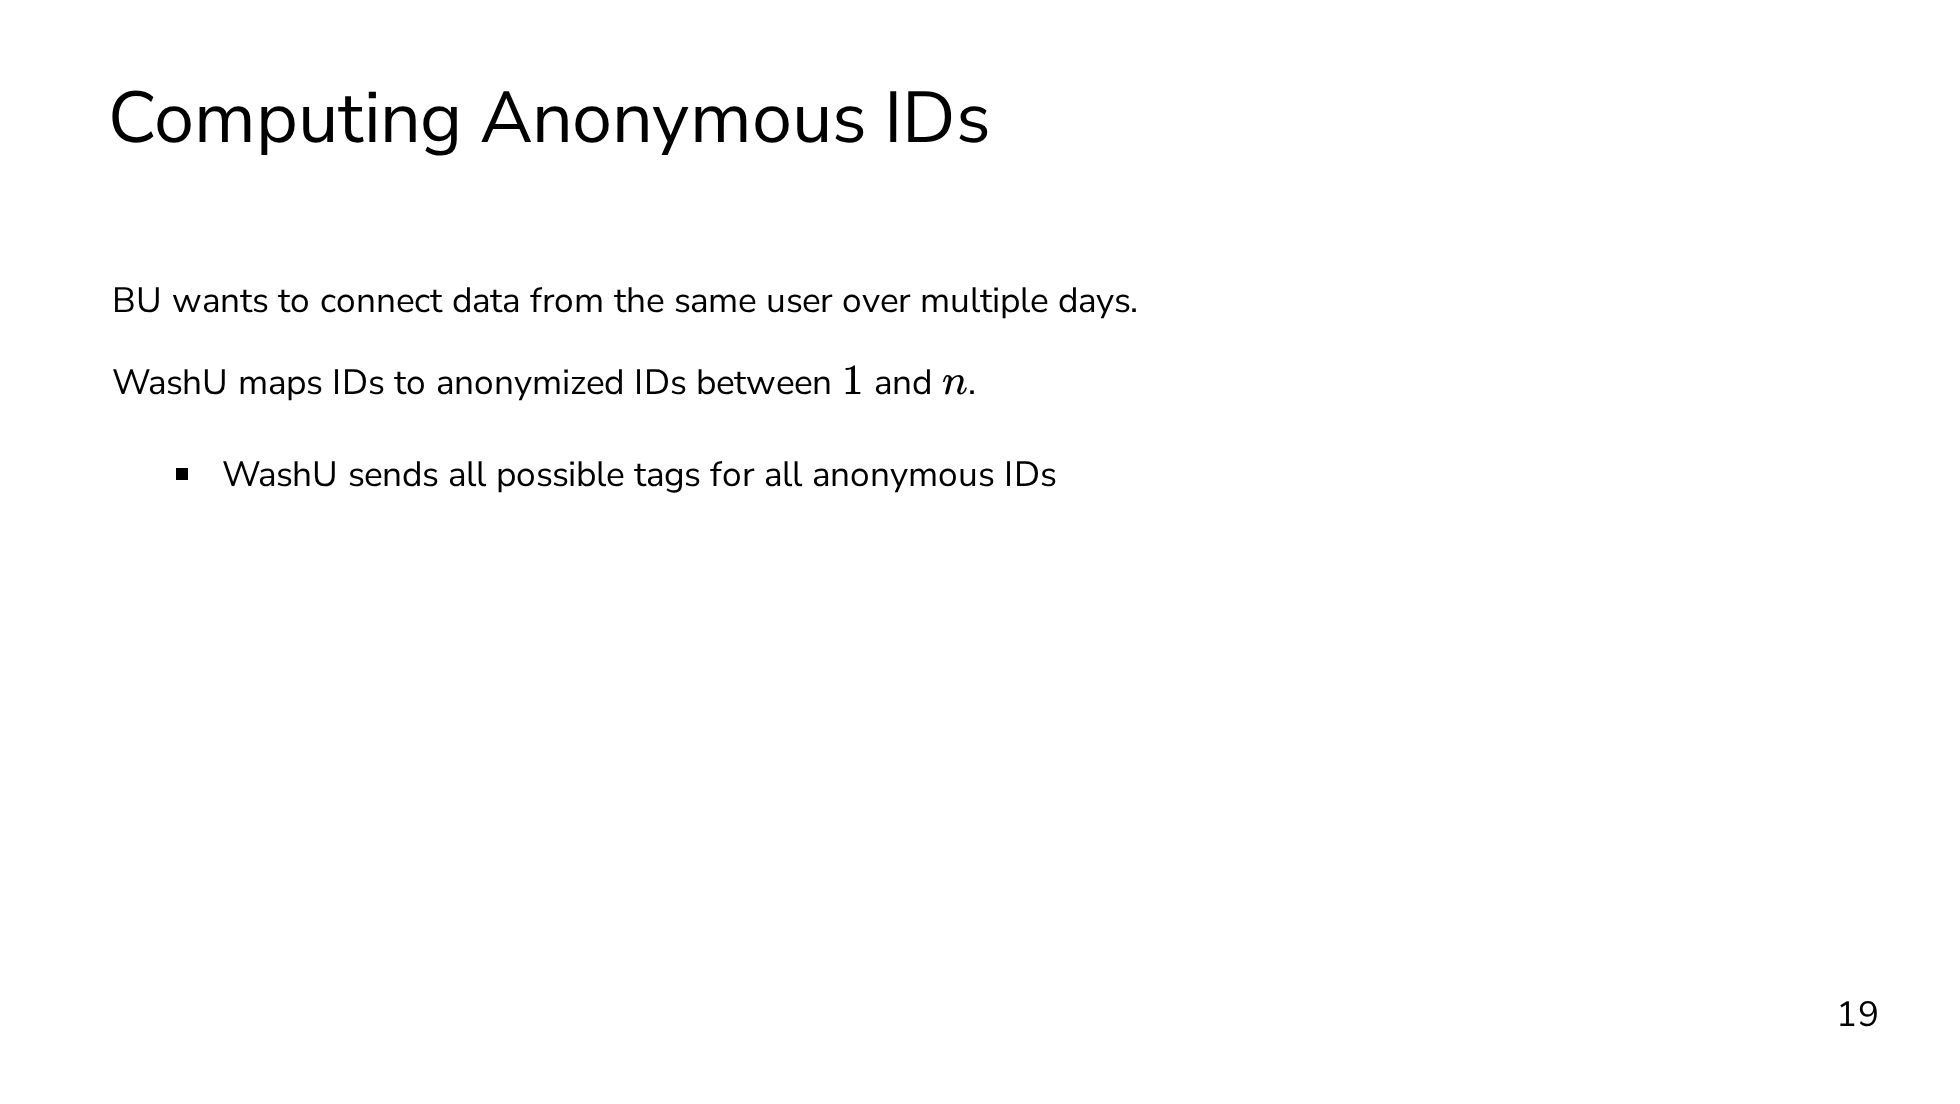 Computing Anonymous IDs
BU wants to connect data from the same user over multiple days.
WashU maps IDs to anonymized IDs between 1 and n.
▪ WashU sends all possible tags for all anonymous IDs
19